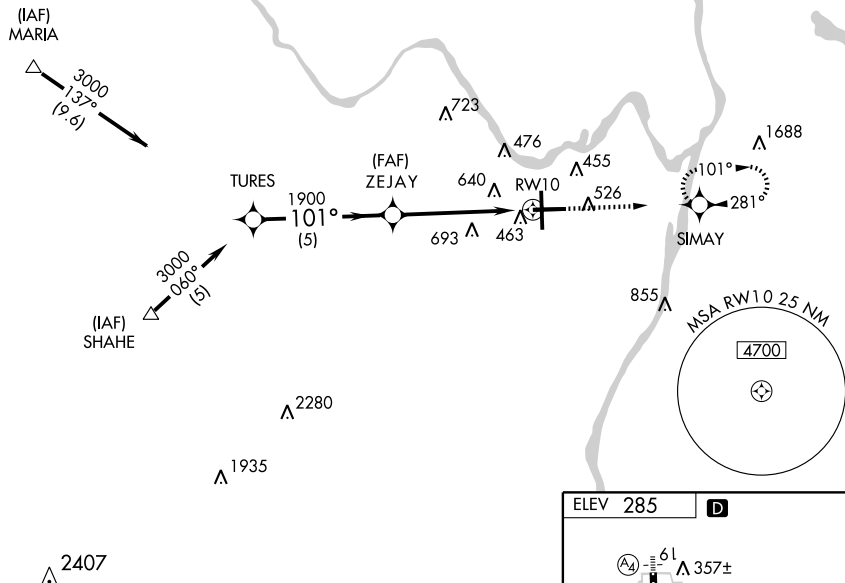 (IAF)
MARIA
3000
137°
(9.6)
723
476
1688
455
(FAF)
ZEJAY
640
RW10
101°
TURES
1900
101°
(5)
526
281°
693
463
SIMAY
3000
060°
(5)
(IAF)
SHAHE
855
MSA RW10 25 NM
4700
2280
1935
ELEV 285
D
2407
A4
61
357±